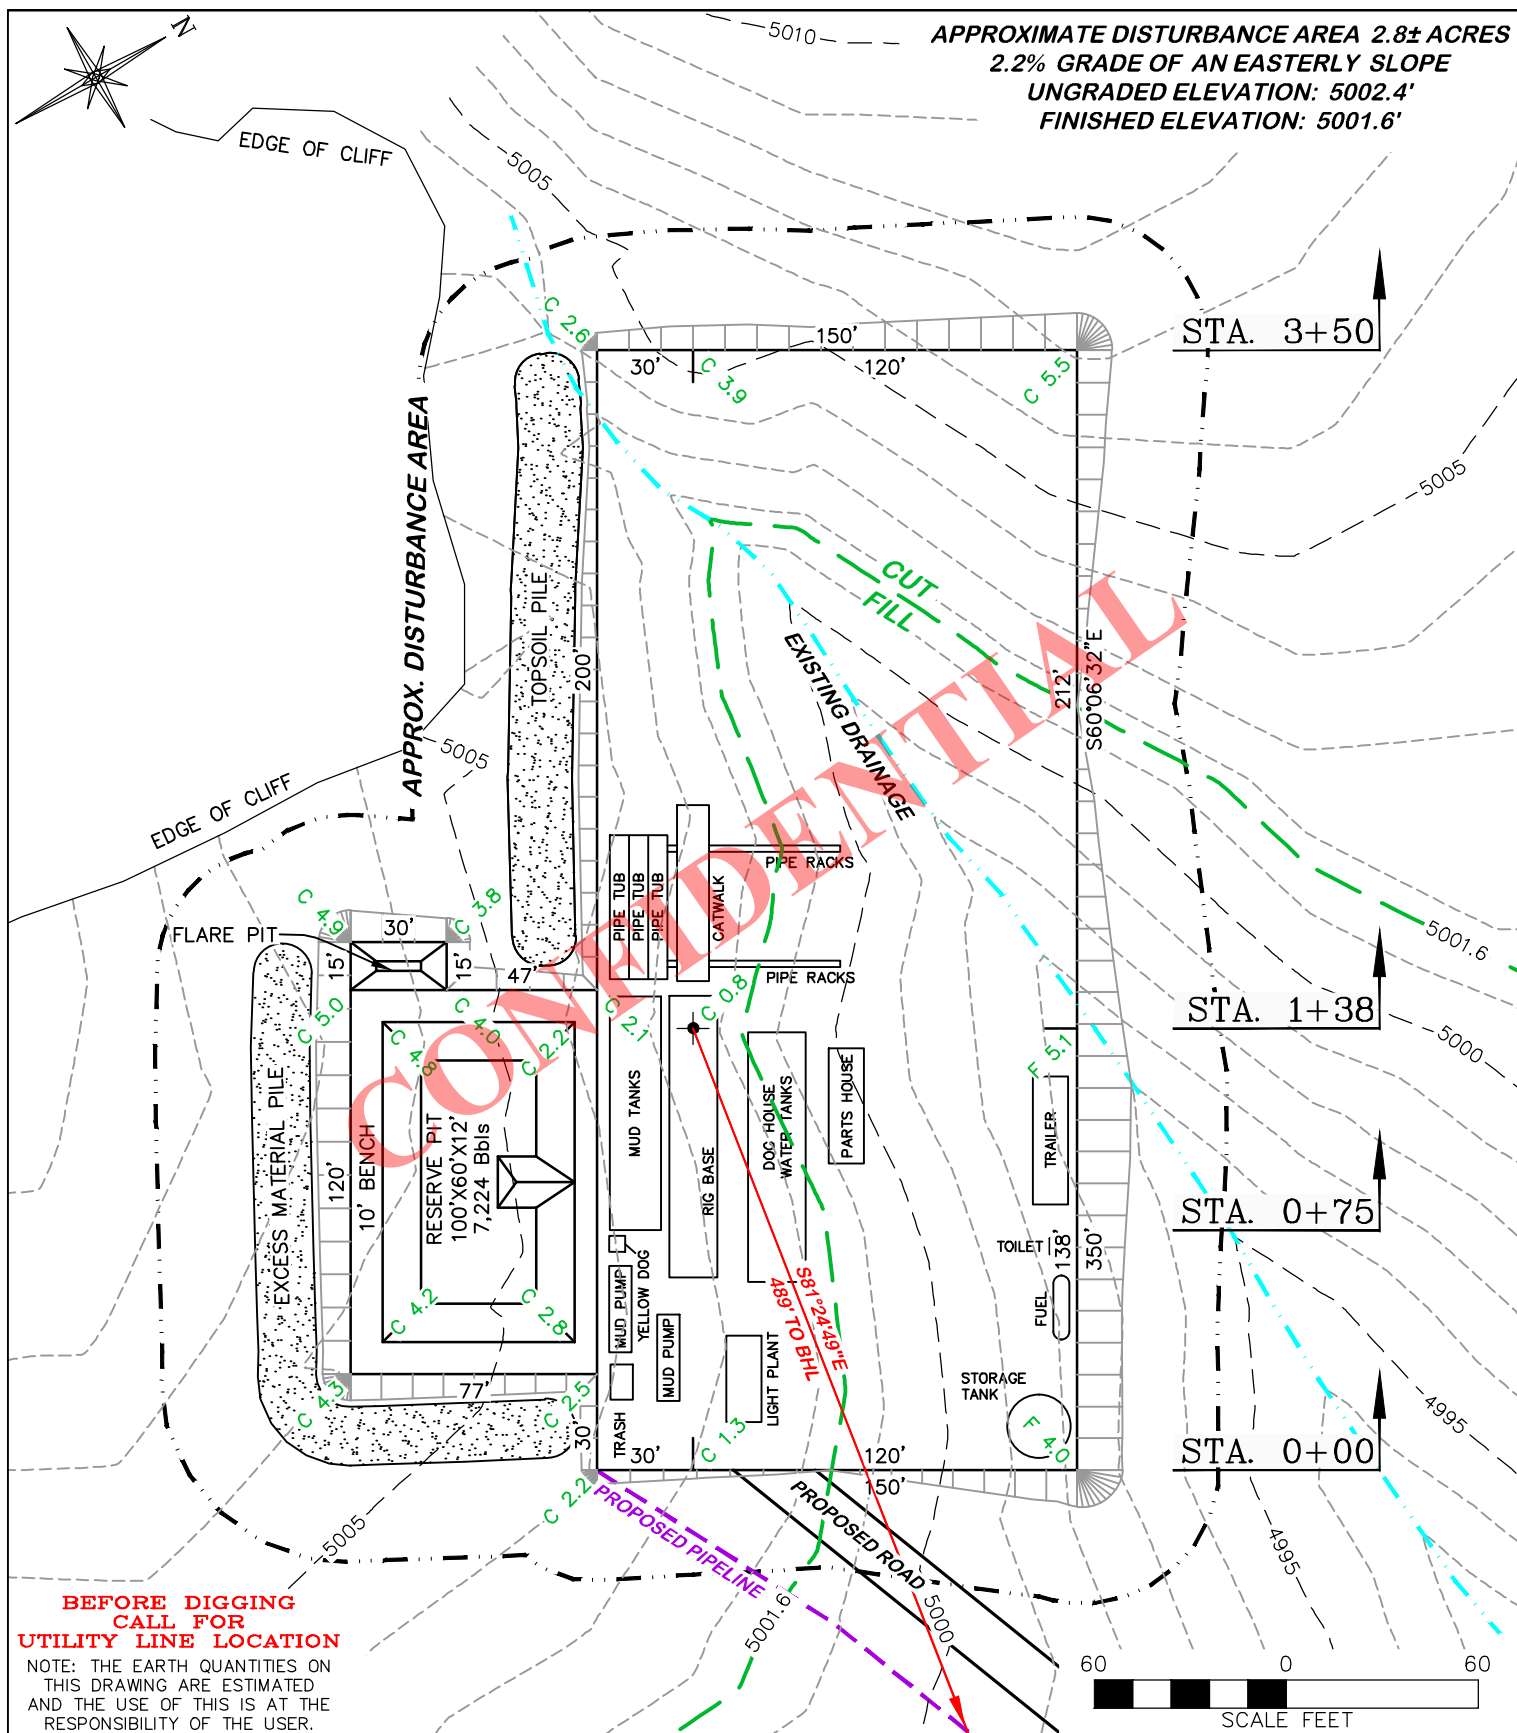 N
5010
APPROXIMATE DISTURBANCE AREA 2.8± ACRES
2.2% GRADE OF AN EASTERLY SLOPE
UNGRADED ELEVATION: 5002.4'
FINISHED ELEVATION: 5001.6'
EDGE OF CLIFF
5005
C 2.6
150'
30'
120'
C 3.9
C 5.5
STA. 3+50
APPROX. DISTURBANCE AREA
TOPSOIL PILE
5005
CUT
FILL
EXISTING DRAINAGE
200'
212'
S60°06'32"E
CONFIDENTIAL
5005
EDGE OF CLIFF
PIPE TUB
PIPE TUB
PIPE TUB
CATWALK
PIPE RACKS
PIPE RACKS
C 4.9
C 3.8
30'
FLARE PIT
15'
15'
47'
5001.6
5000
STA. 1+38
C 5.0
C 4.0
C 4.8
C 2.2
C 2.1
C 0.8
F 5.1
EXCESS MATERIAL PILE
120'
10' BENCH
RESERVE PIT
100'X60'X12'
7,224 Bbls
MUD TANKS
RIG BASE
DOG HOUSE
WATER TANKS
PARTS HOUSE
TRAILER
STA. 0+75
TOILET
138'
350'
FUEL
MUD PUMP
YELLOW DOG
MUD PUMP
LIGHT PLANT
S81°24'49"E
489' TO BHL
C 4.2
C 2.8
STORAGE
TANK
C 4.3
77'
C 2.5
30'
TRASH
30'
C 1.3
120'
150'
F 4.0
4995
STA. 0+00
C 2.2
PROPOSED PIPELINE
PROPOSED ROAD
5005
5001.6
5000
4995
BEFORE DIGGING
CALL FOR
UTILITY LINE LOCATION
NOTE: THE EARTH QUANTITIES ON
THIS DRAWING ARE ESTIMATED
AND THE USE OF THIS IS AT THE
RESPONSIBILITY OF THE USER.
60 0 60
SCALE FEET